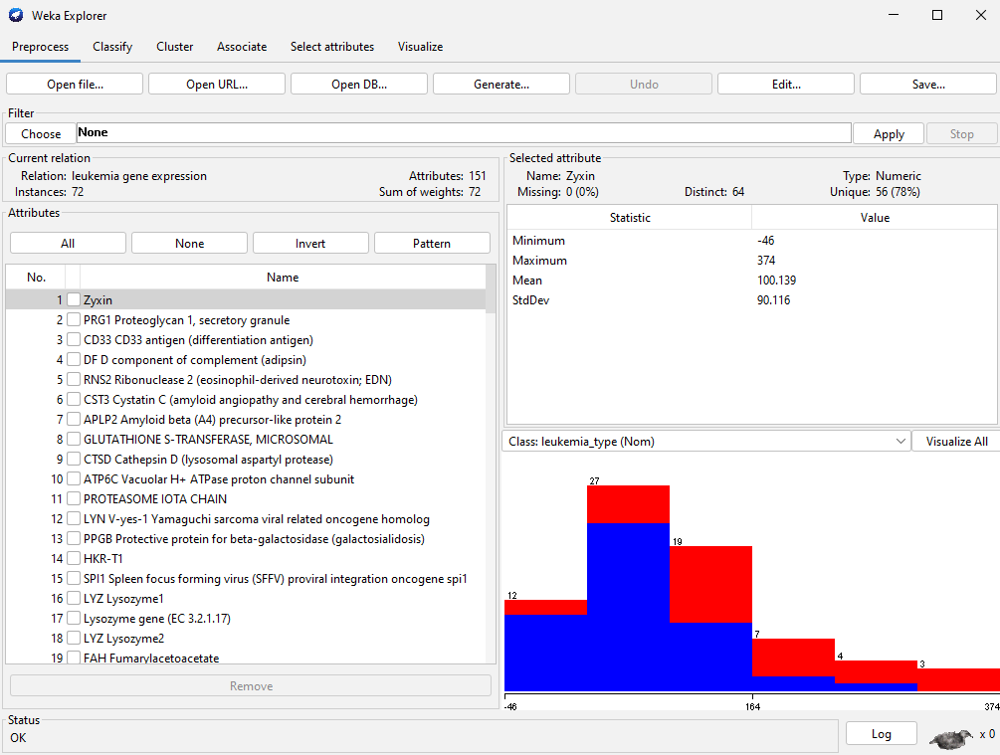 Weka Explorer
Preprocess Classify Cluster Associate Select attributes Visualize
Open file... Open URL... Open DB... Generate... Undo Edit... Save...
Filter
Choose None Apply Stop
Current relation
Relation: leukemia gene expression Attributes: 151
Instances: 72 Sum of weights: 72
Attributes
All None Invert Pattern
No. Name
1 Zyxin
2 PRG1 Proteoglycan 1, secretory granule
3 CD33 CD33 antigen (differentiation antigen)
4 DF D component of complement (adipsin)
5 RNS2 Ribonuclease 2 (eosinophil-derived neurotoxin; EDN)
6 CST3 Cystatin C (amyloid angiopathy and cerebral hemorrhage)
7 APLP2 Amyloid beta (A4) precursor-like protein 2
8 GLUTATHIONE S-TRANSFERASE, MICROSOMAL
9 CTSD Cathepsin D (lysosomal aspartyl protease)
10 ATP6C Vacuolar H+ ATPase proton channel subunit
11 PROTEASOME IOTA CHAIN
12 LYN V-yes-1 Yamaguchi sarcoma viral related oncogene homolog
13 PPGB Protective protein for beta-galactosidase (galactosialidosis)
14 HKR-T1
15 SPI1 Spleen focus forming virus (SFFV) proviral integration oncogene spi1
16 LYZ Lysozyme1
17 Lysozyme gene (EC 3.2.1.17)
18 LYZ Lysozyme2
19 FAH Fumarylacetoacetate
Remove
Selected attribute
Name: Zyxin Type: Numeric
Missing: 0 (0%) Distinct: 64 Unique: 56 (78%)
Statistic Value
Minimum -46
Maximum 374
Mean 100.139
StdDev 90.116
Class: leukemia_type (Nom) Visualize All
27
19
12
7
4
3
-46 164 374
Status
OK
Log x 0